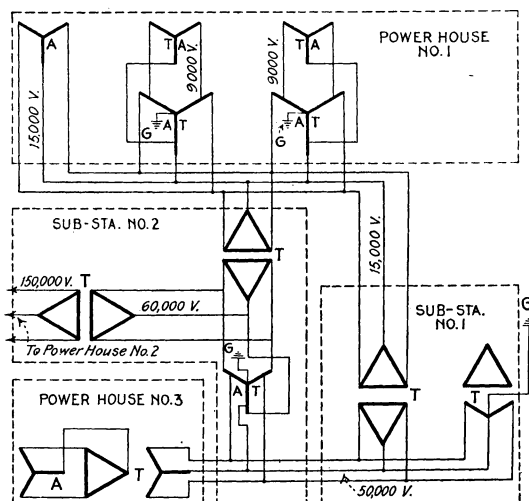 A
T
A
T
A
POWER HOUSE
NO.1
15,000 V.
9000 V.
9000 V.
A
T
G
A
T
G
SUB-STA. NO.2
T
150,000 V.
T
60,000 V.
15,000 V.
SUB-STA.
NO.1
G
To Power House No.2
G
T
T
A
T
POWER HOUSE NO.3
A
T
50,000 V.